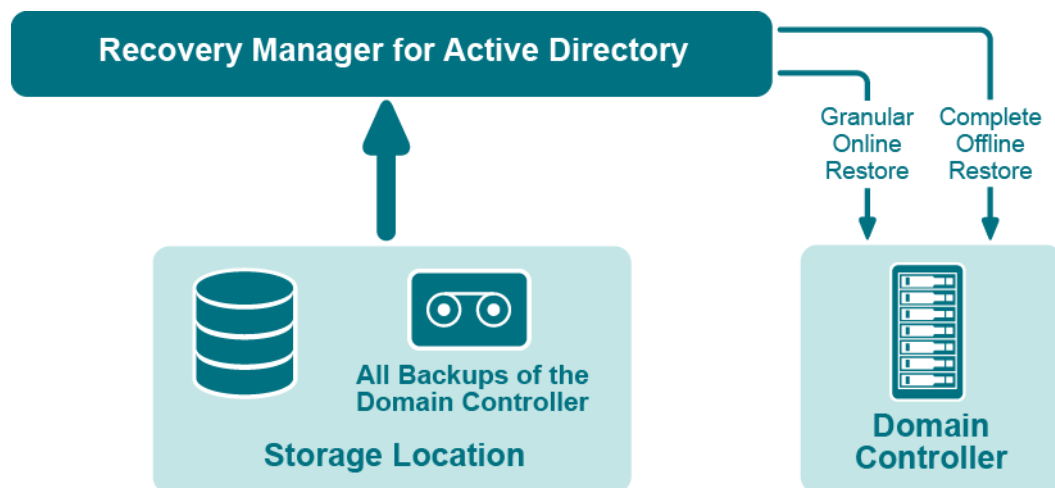 Recovery Manager for Active Directory
Granular
Online
Restore
Complete
Offline
Restore
All Backups of the
Domain Controller
Storage Location
Domain
Controller